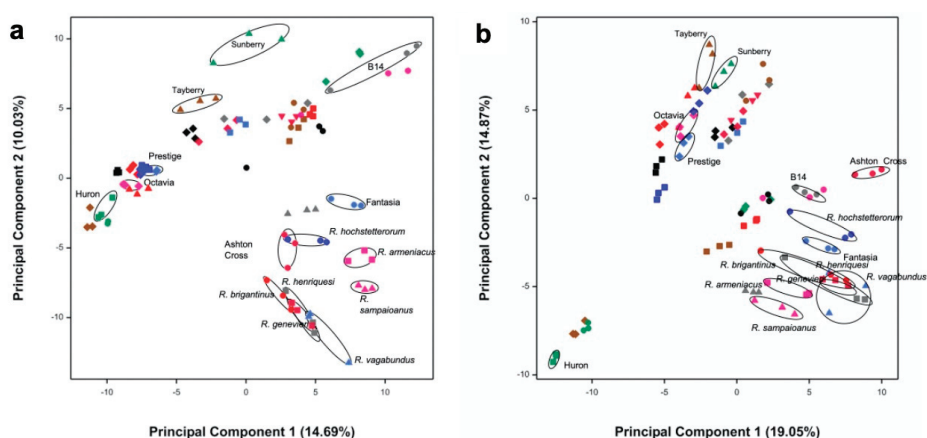 a
Principal Component 2 (10.03%)
10
5
0
-5
-10
-10
-5
0
5
10
Principal Component 1 (14.69%)
Sunberry
B14
Tayberry
Prestige
Octavia
Huron
Fantasia
R. hochstetterorum
Ashton
Cross
R. armeniacus
R. henriquesi
R. brigantinus
R.
sampaioanus
R. genevieri
R. vagabundus
b
Principal Component 2 (14.87%)
10
5
0
-5
-10
-10
-5
0
5
10
Principal Component 1 (19.05%)
Tayberry
Sunberry
Octavia
Prestige
Ashton Cross
B14
R. hochstetterorum
Fantasia
R. brigantinus
R. henriquesi
R. armeniacus
R. genevieri
R. vagabundus
R. sampaioanus
Huron